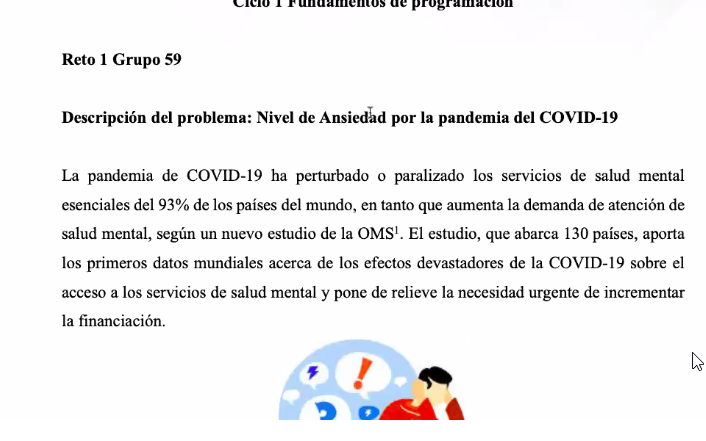 Ciclo 1 Fundamentos de programación
Reto 1 Grupo 59
Descripción del problema: Nivel de Ansiedad por la pandemia del COVID-19
La pandemia de COVID-19 ha perturbado o paralizado los servicios de salud mental
esenciales del 93% de los países del mundo, en tanto que aumenta la demanda de atención de
salud mental, según un nuevo estudio de la OMS¹. El estudio, que abarca 130 países, aporta
los primeros datos mundiales acerca de los efectos devastadores de la COVID-19 sobre el
acceso a los servicios de salud mental y pone de relieve la necesidad urgente de incrementar
la financiación.